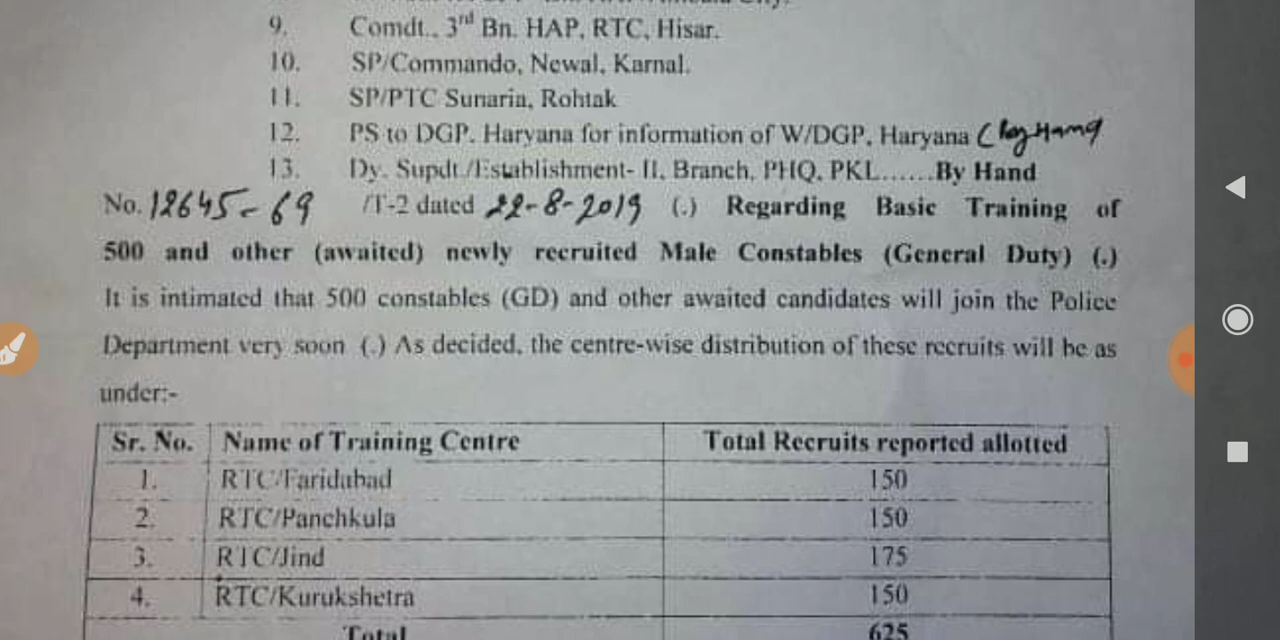 9. Comdt., 3rd Bn. HAP, RTC, Hisar.
10. SP/Commando, Newal, Karnal.
11. SP/PTC Sunaria, Rohtak
12. PS to DGP, Haryana for information of W/DGP, Haryana (
13. Dy. Supdt./Establishment- II, Branch, PHQ, PKL......By Hand
No. 12645-69 /T-2 dated 22-8-2019 (.) Regarding Basic Training of
500 and other (awaited) newly recruited Male Constables (General Duty) (.)
It is intimated that 500 constables (GD) and other awaited candidates will join the Police
Department very soon (.) As decided, the centre-wise distribution of these recruits will be as
under:-
Sr. No. Name of Training Centre Total Recruits reported allotted
1. RTC/Faridabad 150
2. RTC/Panchkula 150
3. RTC/Jind 175
4. RTC/Kurukshetra 150
Total 625